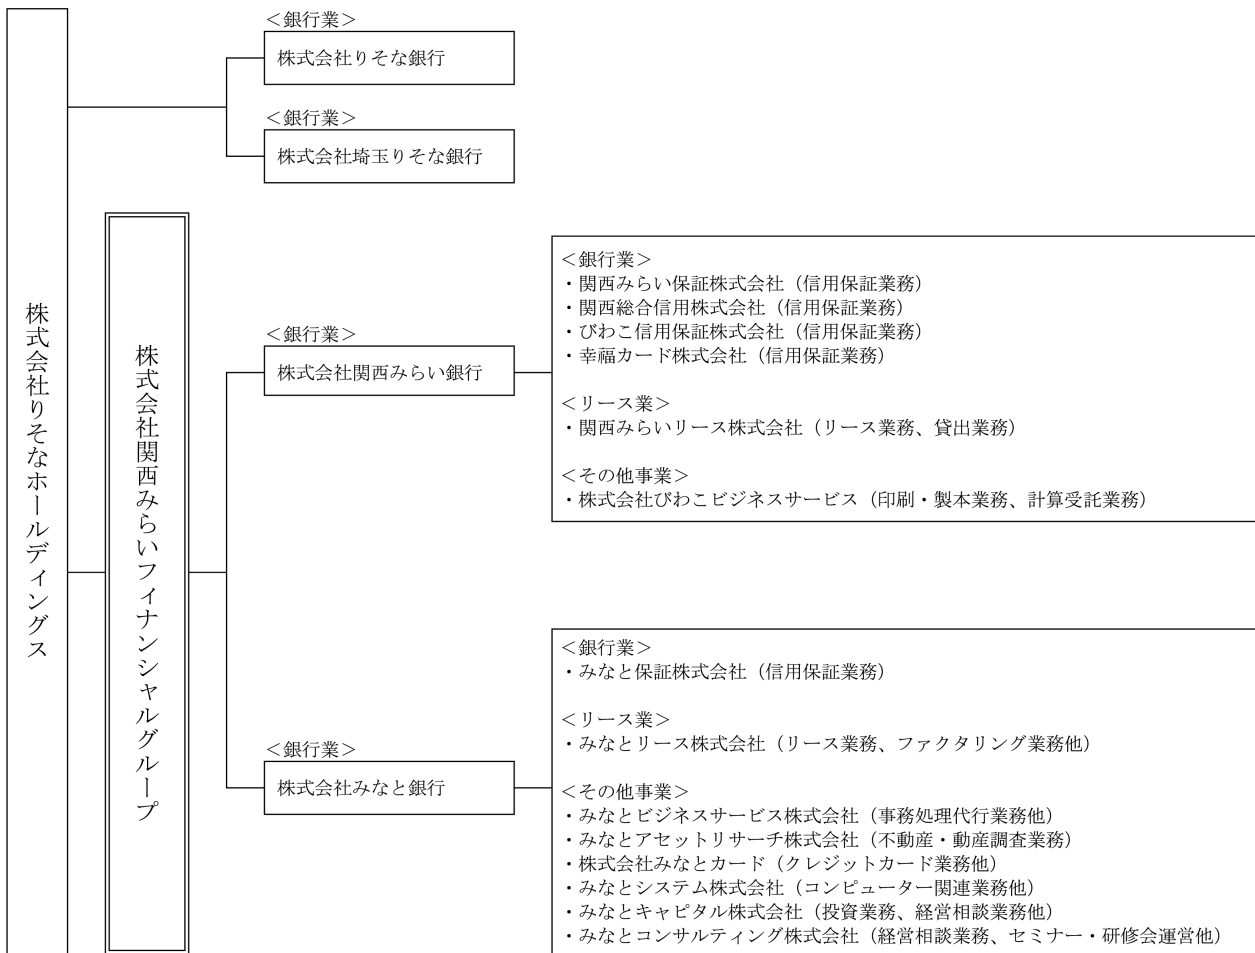 株式会社りそなホールディングス
＜銀行業＞
株式会社りそな銀行
＜銀行業＞
株式会社埼玉りそな銀行
株式会社関西みらいフィナンシャルグループ
＜銀行業＞
株式会社関西みらい銀行
＜銀行業＞
・関西みらい保証株式会社（信用保証業務）
・関西総合信用株式会社（信用保証業務）
・びわこ信用保証株式会社（信用保証業務）
・幸福カード株式会社（信用保証業務）
＜リース業＞
・関西みらいリース株式会社（リース業務、貸出業務）
＜その他事業＞
・株式会社びわこビジネスサービス（印刷・製本業務、計算受託業務）
＜銀行業＞
株式会社みなと銀行
＜銀行業＞
・みなと保証株式会社（信用保証業務）
＜リース業＞
・みなとリース株式会社（リース業務、ファクタリング業務他）
＜その他事業＞
・みなとビジネスサービス株式会社（事務処理代行業務他）
・みなとアセットリサーチ株式会社（不動産・動産調査業務）
・株式会社みなとカード（クレジットカード業務他）
・みなとシステム株式会社（コンピューター関連業務他）
・みなとキャピタル株式会社（投資業務、経営相談業務他）
・みなとコンサルティング株式会社（経営相談業務、セミナー・研修会運営他）